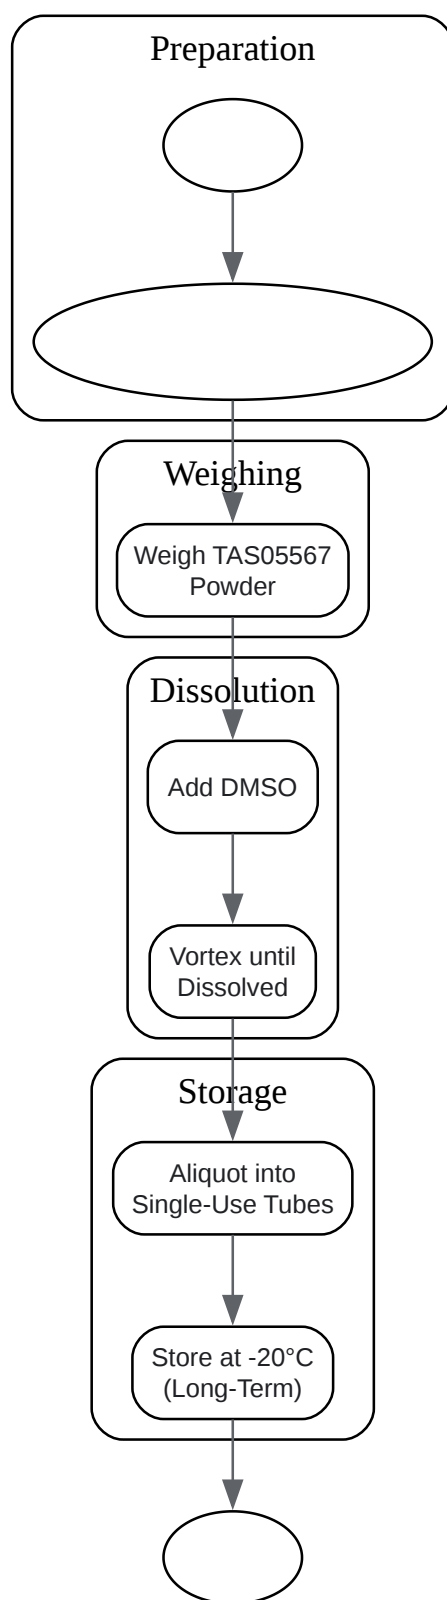 Preparation
Weighing
Weigh TAS05567
Powder
Dissolution
Add DMSO
Vortex until
Dissolved
Storage
Aliquot into
Single-Use Tubes
Store at -20°C
(Long-Term)